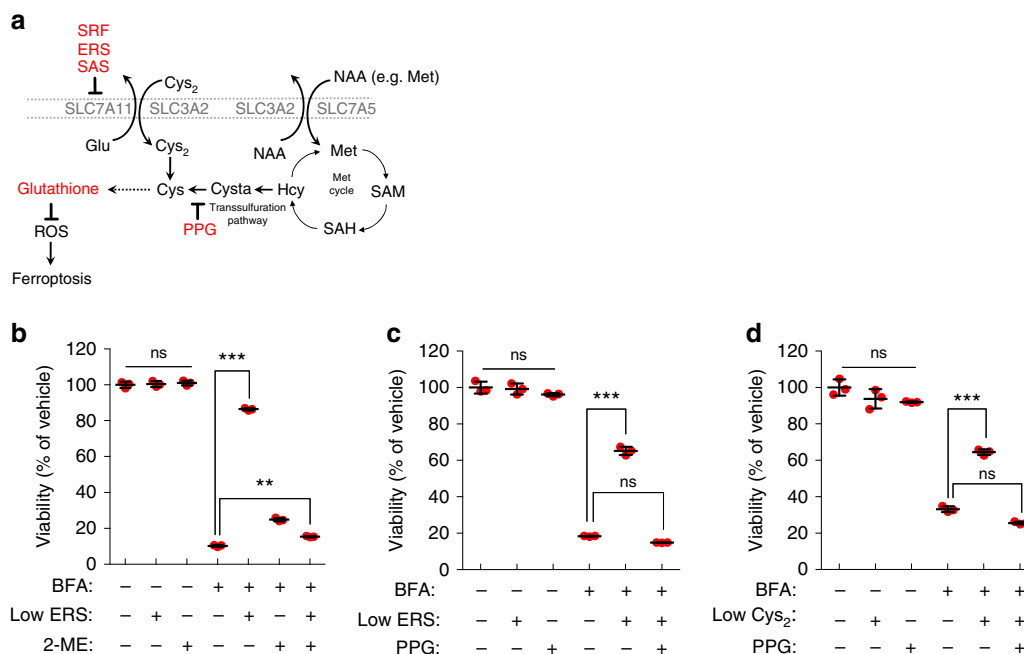 a
SRF
ERS
SAS
Cys2
NAA (e.g. Met)
SLC7A11 SLC3A2 SLC3A2 SLC7A5
Glu Cys2 NAA Met
Met
cycle
Glutathione Cys Cysta Hcy SAM
Transsulfuration
pathway
ROS PPG SAH
Ferroptosis
b
Viability (% of vehicle)
120
100
80
60
40
20
0
ns
***
**
BFA: – – – + + + +
Low ERS: – + – – + – +
2-ME: – – + – – + +
c
Viability (% of vehicle)
120
100
80
60
40
20
0
ns
***
ns
BFA: – – – + + +
Low ERS: – + – – + +
PPG: – – + – – +
d
Viability (% of vehicle)
120
100
80
60
40
20
0
ns
***
ns
BFA: – – – + + +
Low Cys2: – + – – + +
PPG: – – + – – +